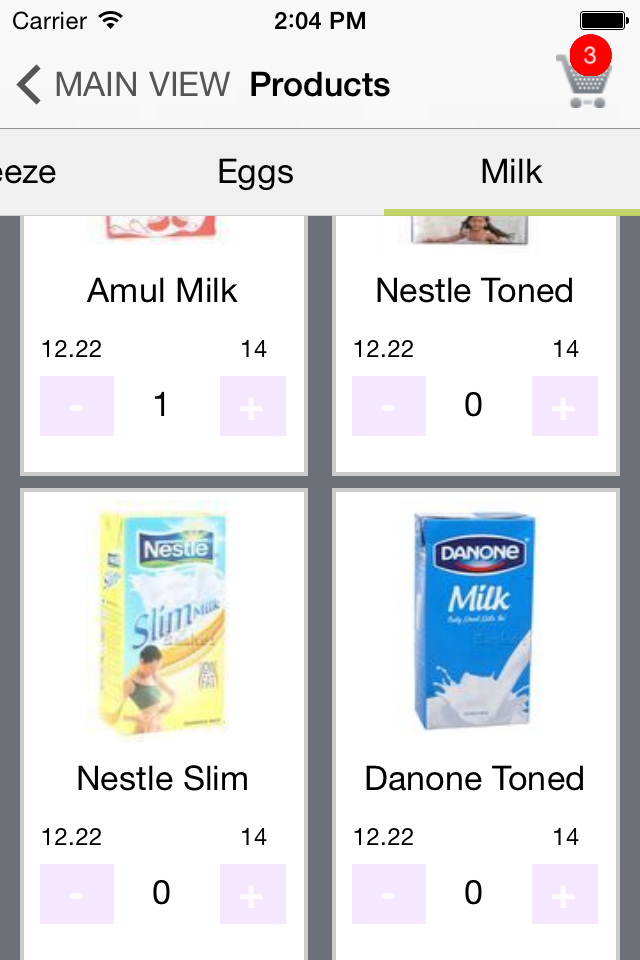 Carrier 2:04 PM
MAIN VIEW Products 3
eeze Eggs Milk
Amul Milk Nestle Toned
12.22 14 12.22 14
- 1 + - 0 +
Nestle
Slim Milk
LOW
FAT
DANONE
Milk
Nestle Slim Danone Toned
12.22 14 12.22 14
- 0 + - 0 +